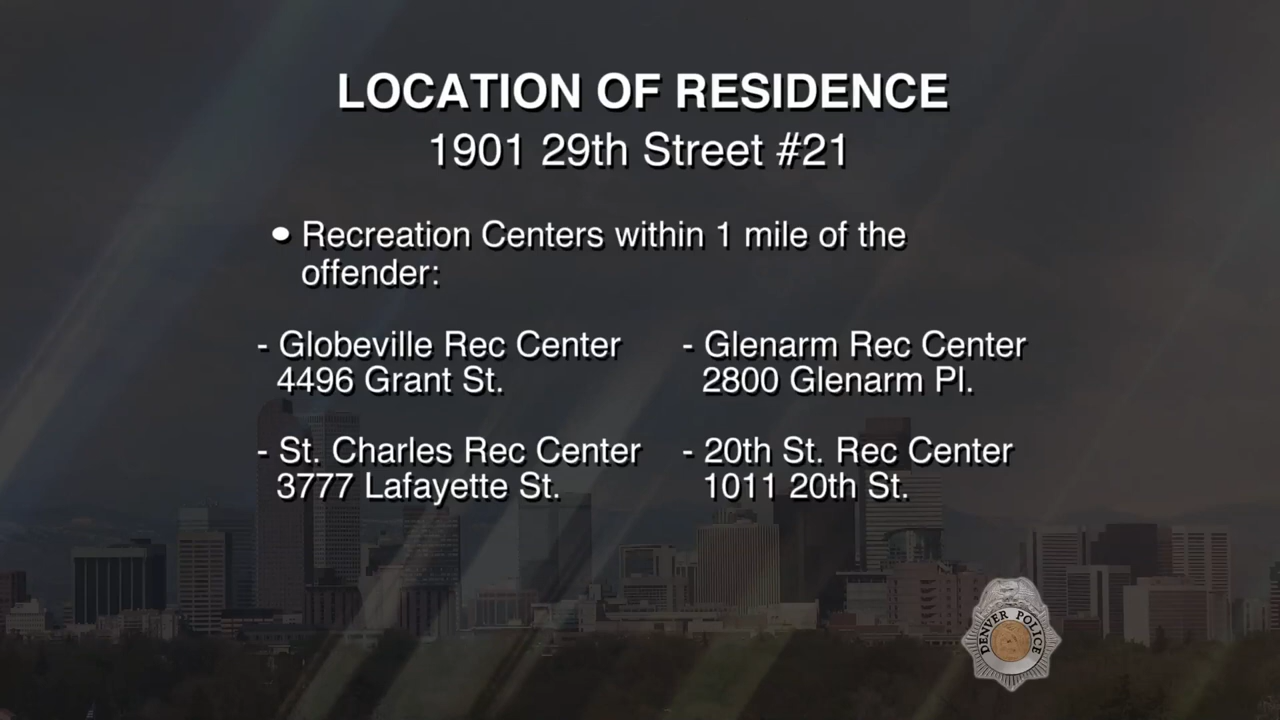 LOCATION OF RESIDENCE
1901 29th Street #21
• Recreation Centers within 1 mile of the
offender:
- Globeville Rec Center
4496 Grant St.
- Glenarm Rec Center
2800 Glenarm Pl.
- St. Charles Rec Center
3777 Lafayette St.
- 20th St. Rec Center
1011 20th St.
DENVER POLICE